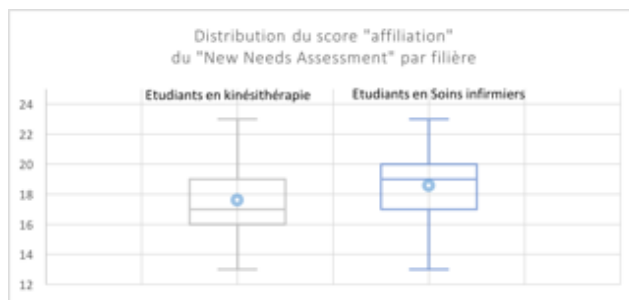 Distribution du score "affiliation"
du "New Needs Assessment" par filière
Etudiants en kinésithérapie
Etudiants en Soins infirmiers
24
22
20
18
16
14
12